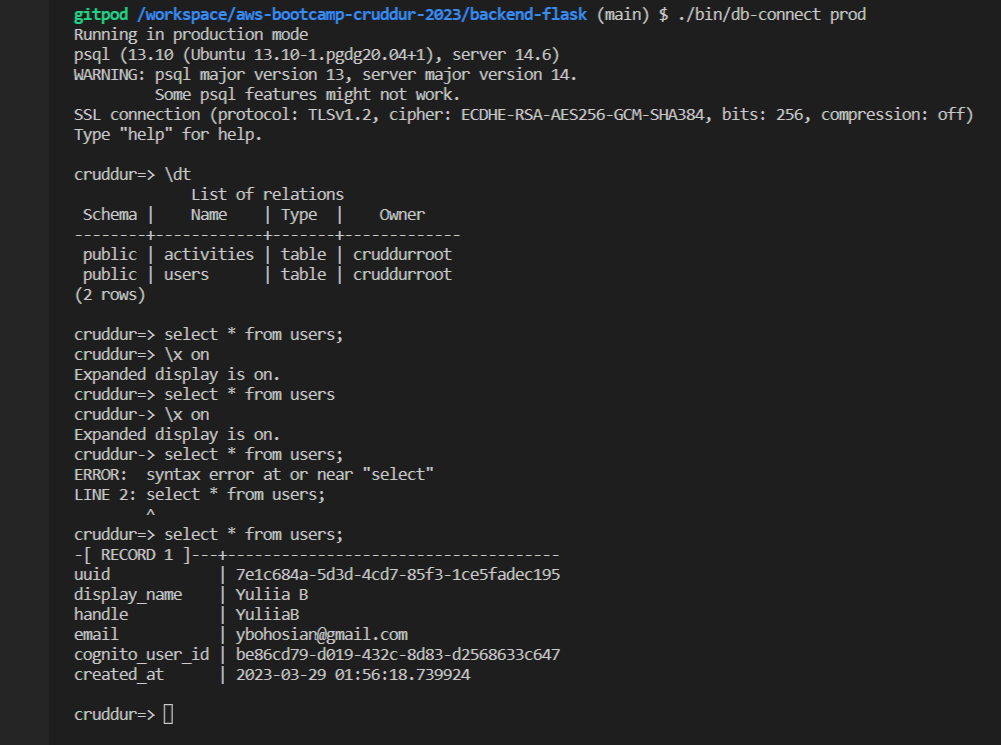 gitpod /workspace/aws-bootcamp-cruddur-2023/backend-flask (main) $ ./bin/db-connect prod
Running in production mode
psql (13.10 (Ubuntu 13.10-1.pgdg20.04+1), server 14.6)
WARNING: psql major version 13, server major version 14.
         Some psql features might not work.
SSL connection (protocol: TLSv1.2, cipher: ECDHE-RSA-AES256-GCM-SHA384, bits: 256, compression: off)
Type "help" for help.

cruddur=> \dt
             List of relations
 Schema |    Name    | Type  |    Owner
--------+------------+-------+-------------
 public | activities | table | cruddurroot
 public | users      | table | cruddurroot
(2 rows)

cruddur=> select * from users;
cruddur=> \x on
Expanded display is on.
cruddur=> select * from users
cruddur-> \x on
Expanded display is on.
cruddur-> select * from users;
ERROR:  syntax error at or near "select"
LINE 2: select * from users;
        ^
cruddur=> select * from users;
-[ RECORD 1 ]---+-------------------------------------
uuid            | 7e1c684a-5d3d-4cd7-85f3-1ce5fadec195
display_name    | Yuliia B
handle          | YuliiaB
email           | ybohosian@gmail.com
cognito_user_id | be86cd79-d019-432c-8d83-d2568633c647
created_at      | 2023-03-29 01:56:18.739924

cruddur=>